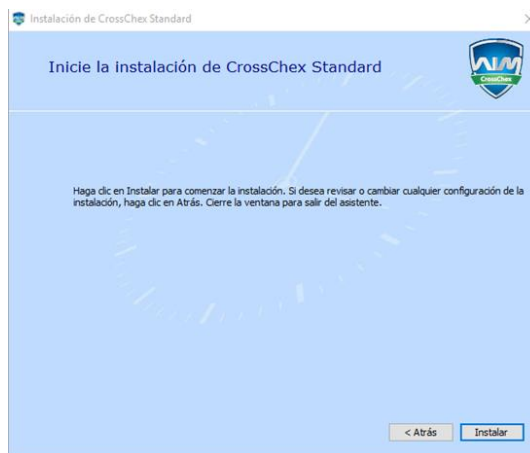 Instalación de CrossChex Standard
Inicie la instalación de CrossChex Standard
CrossChex
Haga clic en Instalar para comenzar la instalación. Si desea revisar o cambiar cualquier configuración de la
instalación, haga clic en Atrás. Cierre la ventana para salir del asistente.
< Atrás
Instalar